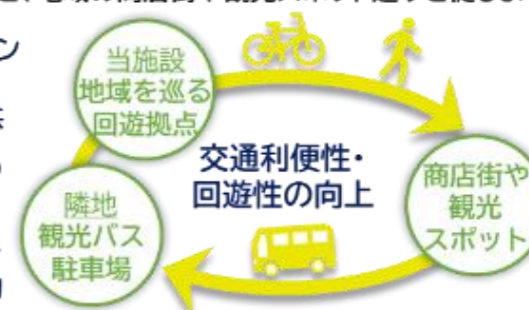 当施設
地域を巡る
回遊拠点
交通利便性・
回遊性の向上
商店街や
観光
スポット
隣地
観光バス
駐車場